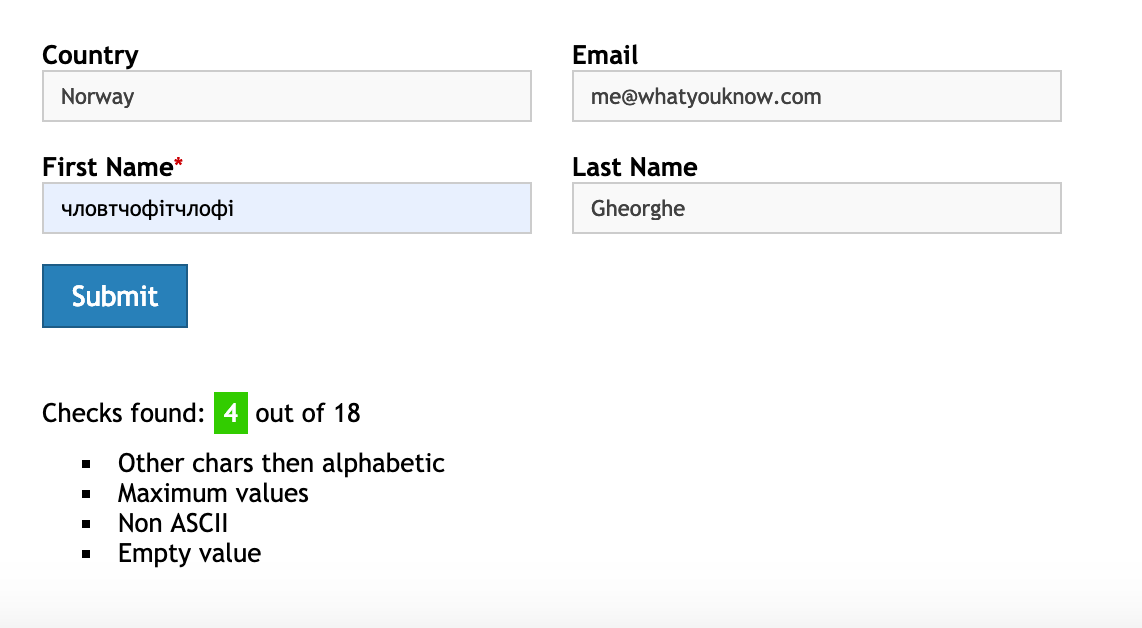 Country
Email
Norway
me@whatyouknow.com
First Name*
Last Name
чловтчофітчлофі
Gheorghe
Submit
Checks found: 4 out of 18
Other chars then alphabetic
Maximum values
Non ASCII
Empty value